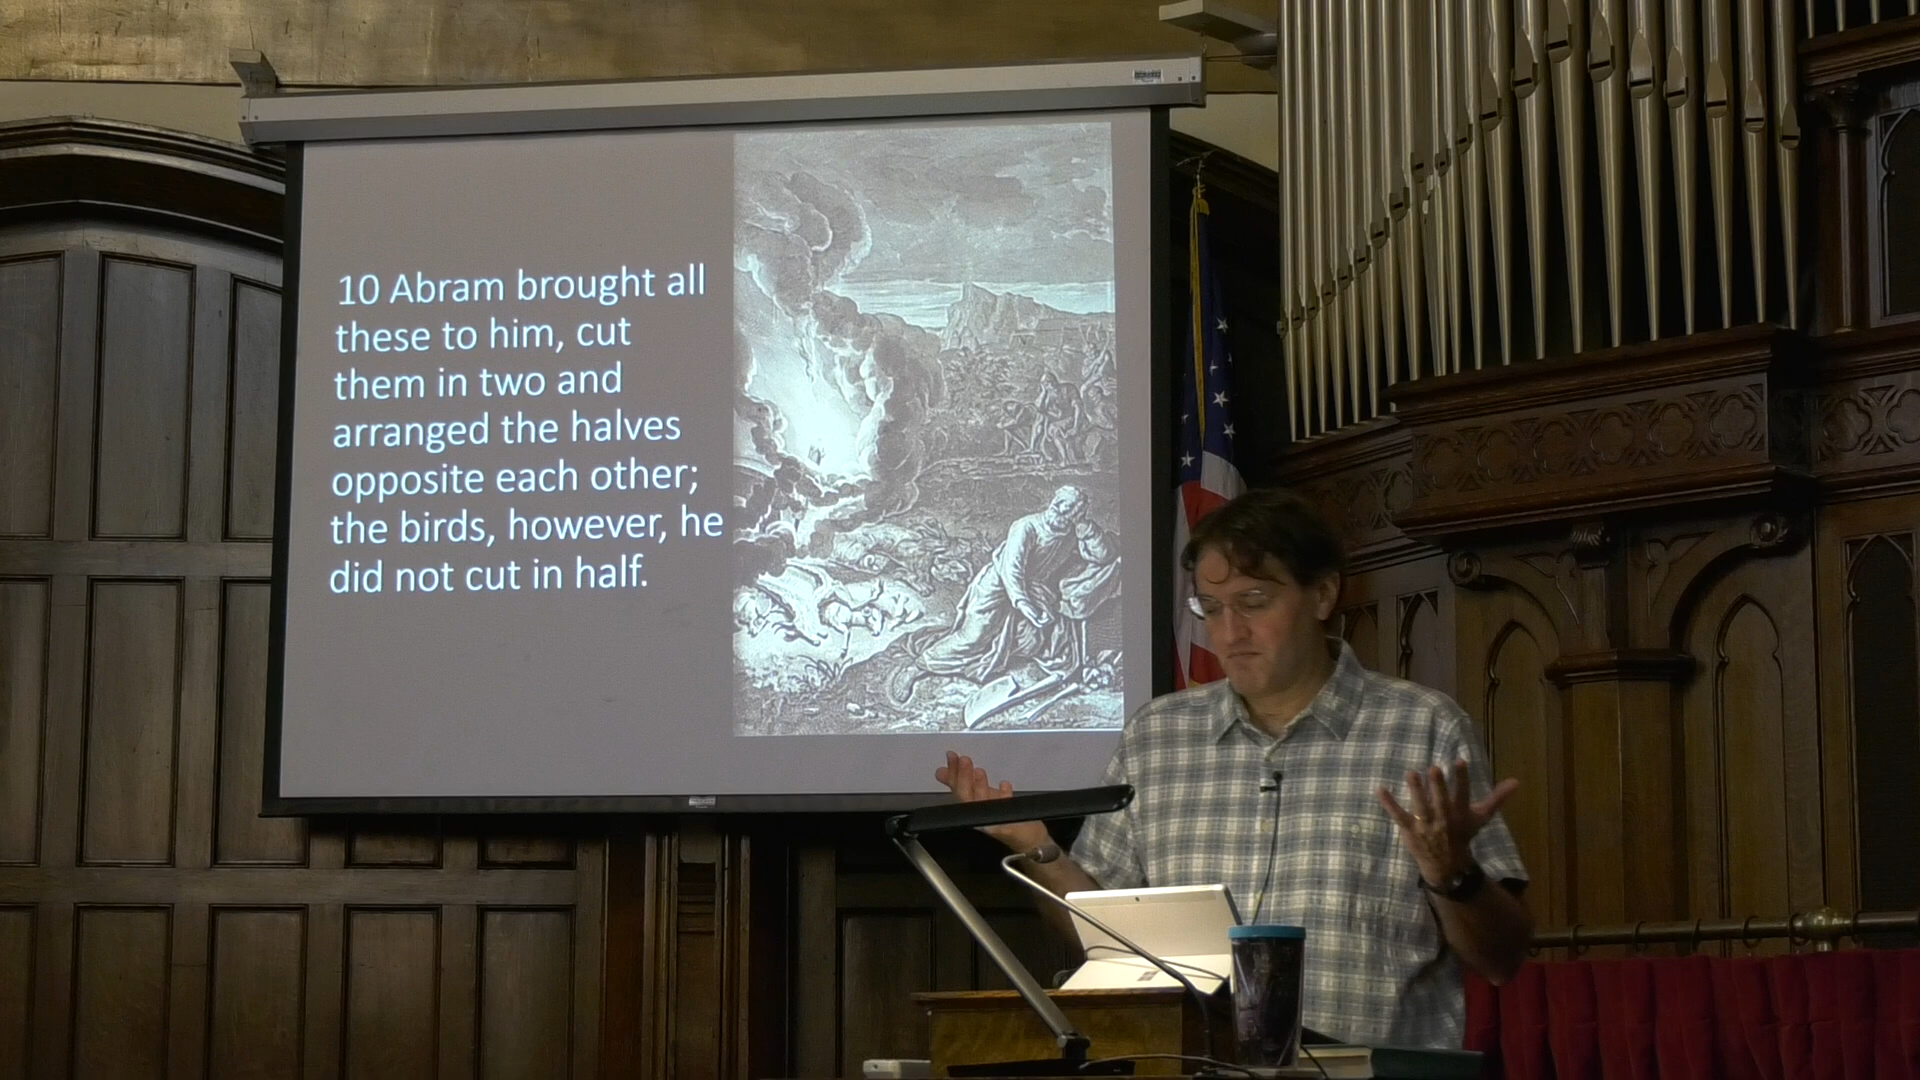 10 Abram brought all
these to him, cut
them in two and
arranged the halves
opposite each other;
the birds, however, he
did not cut in half.